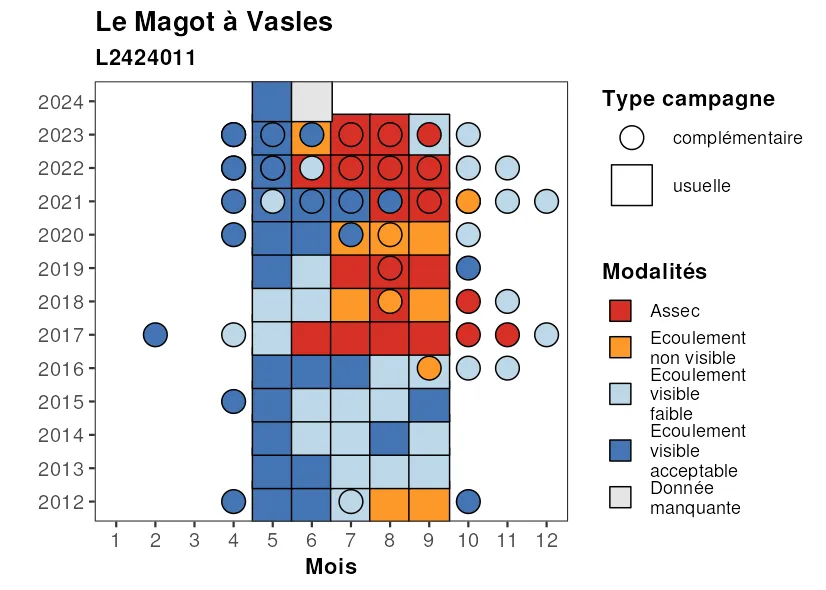 Le Magot à Vasles
L2424011
2024
2023
2022
2021
2020
2019
2018
2017
2016
2015
2014
2013
2012
1 2 3 4 5 6 7 8 9 10 11 12
Mois
Type campagne
complémentaire
usuelle
Modalités
Assec
Ecoulement
non visible
Ecoulement
visible
faible
Ecoulement
visible
acceptable
Donnée
manquante